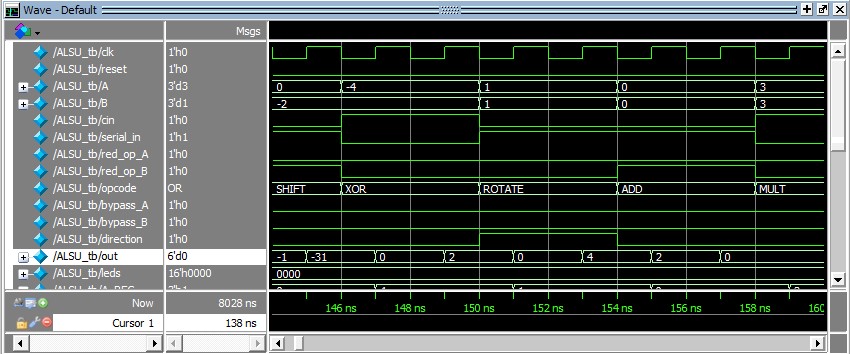 Wave - Default
Msgs
/ALSU_tb/clk 1'h0
/ALSU_tb/reset 1'h0
/ALSU_tb/A 3'd3 0 -4 1 0 3
/ALSU_tb/B 3'd1 -2 1 0 3
/ALSU_tb/cin 1'h0
/ALSU_tb/serial_in 1'h1
/ALSU_tb/red_op_A 1'h0
/ALSU_tb/red_op_B 1'h0
/ALSU_tb/opcode OR SHIFT XOR ROTATE ADD MULT
/ALSU_tb/bypass_A 1'h0
/ALSU_tb/bypass_B 1'h0
/ALSU_tb/direction 1'h0
/ALSU_tb/out 6'd0 -1 -31 0 2 0 4 2 0
/ALSU_tb/leds 16'h0000 0000
Now 8028 ns 146 ns 148 ns 150 ns 152 ns 154 ns 156 ns 158 ns 160
Cursor 1 138 ns